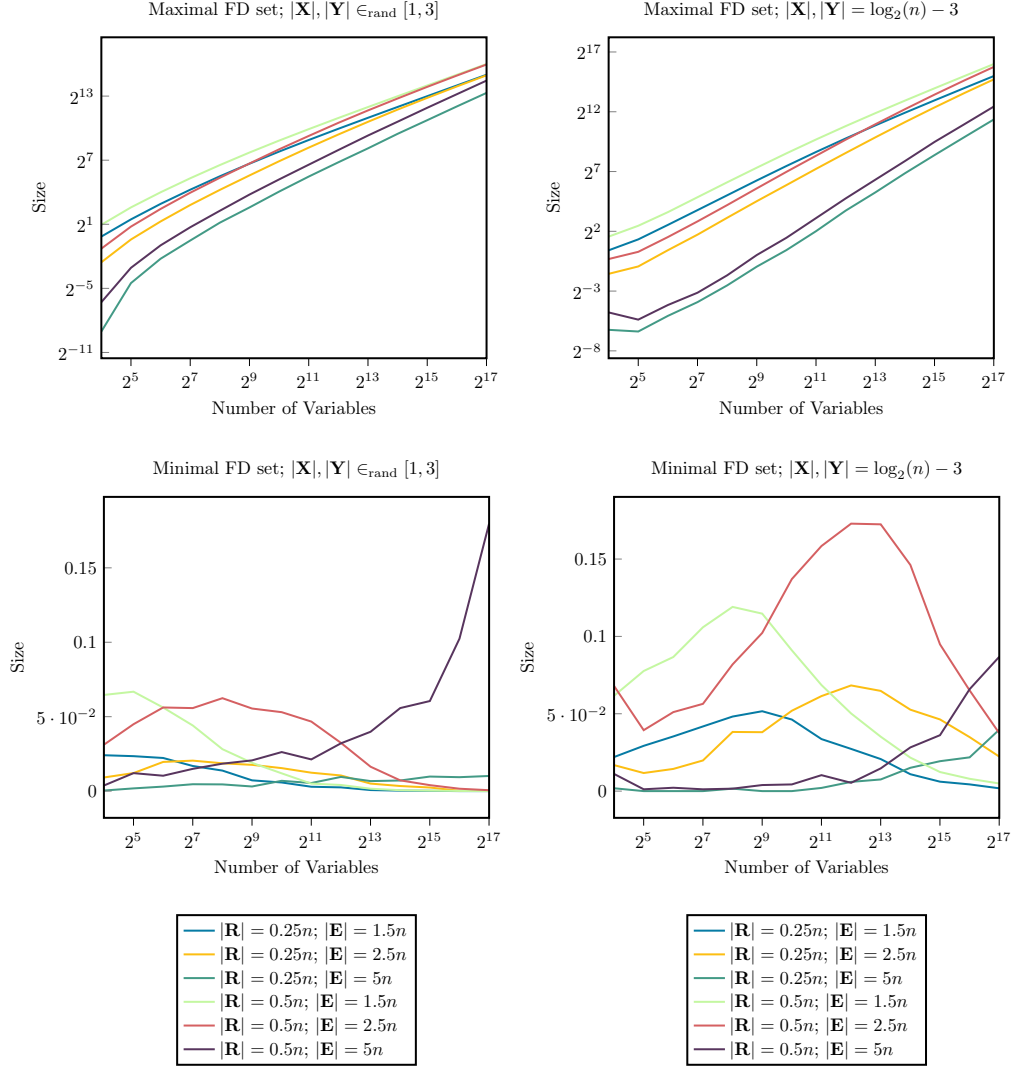 Maximal FD set; |X|, |Y| ∈rand [1, 3]
2^13
2^7
2^1
2^−5
2^−11
Size
2^5 2^7 2^9 2^11 2^13 2^15 2^17
Number of Variables
Maximal FD set; |X|, |Y| = log₂(n) − 3
2^17
2^12
2^7
2^2
2^−3
2^−8
Size
2^5 2^7 2^9 2^11 2^13 2^15 2^17
Number of Variables
Minimal FD set; |X|, |Y| ∈rand [1, 3]
0.15
0.1
5 · 10^−2
0
Size
2^5 2^7 2^9 2^11 2^13 2^15 2^17
Number of Variables
Minimal FD set; |X|, |Y| = log₂(n) − 3
0.15
0.1
5 · 10^−2
0
Size
2^5 2^7 2^9 2^11 2^13 2^15 2^17
Number of Variables
|R| = 0.25n; |E| = 1.5n
|R| = 0.25n; |E| = 2.5n
|R| = 0.25n; |E| = 5n
|R| = 0.5n; |E| = 1.5n
|R| = 0.5n; |E| = 2.5n
|R| = 0.5n; |E| = 5n
|R| = 0.25n; |E| = 1.5n
|R| = 0.25n; |E| = 2.5n
|R| = 0.25n; |E| = 5n
|R| = 0.5n; |E| = 1.5n
|R| = 0.5n; |E| = 2.5n
|R| = 0.5n; |E| = 5n